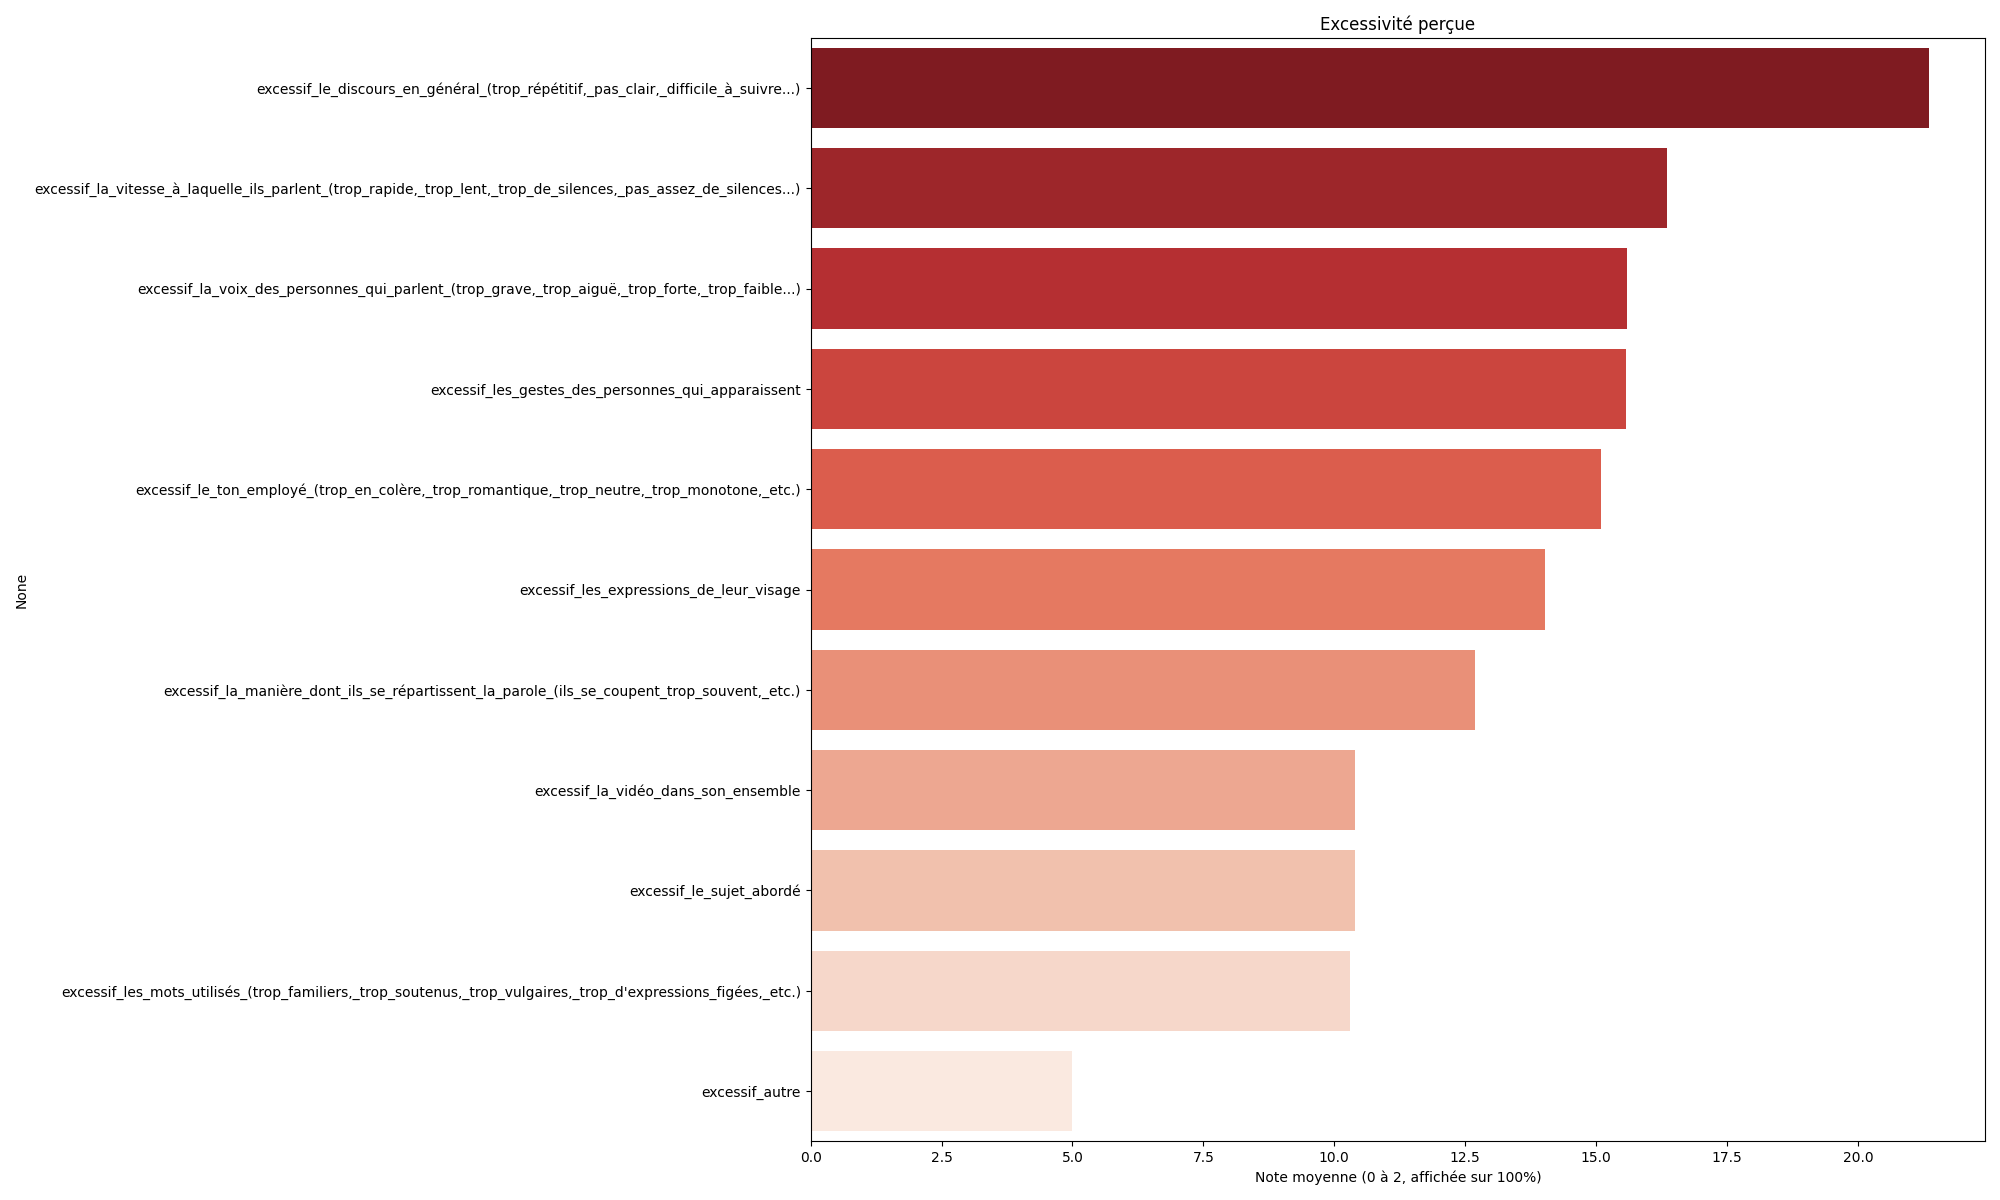 Excessivité perçue
excessif_le_discours_en_général_(trop_répétitif,_pas_clair,_difficile_à_suivre...)
excessif_la_vitesse_à_laquelle_ils_parlent_(trop_rapide,_trop_lent,_trop_de_silences,_pas_assez_de_silences...)
excessif_la_voix_des_personnes_qui_parlent_(trop_grave,_trop_aiguë,_trop_forte,_trop_faible...)
excessif_les_gestes_des_personnes_qui_apparaissent
excessif_le_ton_employé_(trop_en_colère,_trop_romantique,_trop_neutre,_trop_monotone,_etc.)
excessif_les_expressions_de_leur_visage
excessif_la_manière_dont_ils_se_répartissent_la_parole_(ils_se_coupent_trop_souvent,_etc.)
excessif_la_vidéo_dans_son_ensemble
excessif_le_sujet_abordé
excessif_les_mots_utilisés_(trop_familiers,_trop_soutenus,_trop_vulgaires,_trop_d'expressions_figées,_etc.)
excessif_autre
None
0.0 2.5 5.0 7.5 10.0 12.5 15.0 17.5 20.0
Note moyenne (0 à 2, affichée sur 100%)